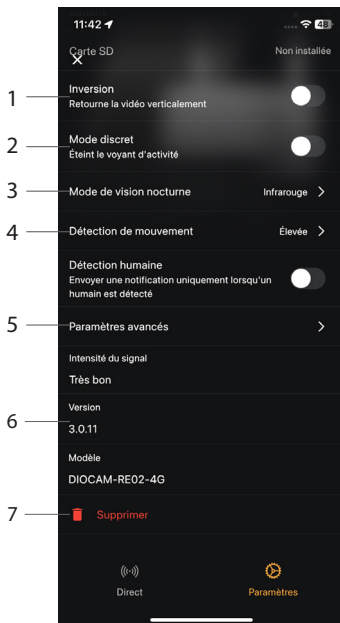 11:42
48
Carte SD Non installée
1 Inversion
Retourne la vidéo verticalement
2 Mode discret
Éteint le voyant d'activité
3 Mode de vision nocturne Infrarouge
4 Détection de mouvement Élevée
Détection humaine
Envoyer une notification uniquement lorsqu'un
humain est détecté
5 Paramètres avancés
Intensité du signal
Très bon
Version
6
3.0.11
Modèle
DIOCAM-RE02-4G
7 Supprimer
Direct Paramètres